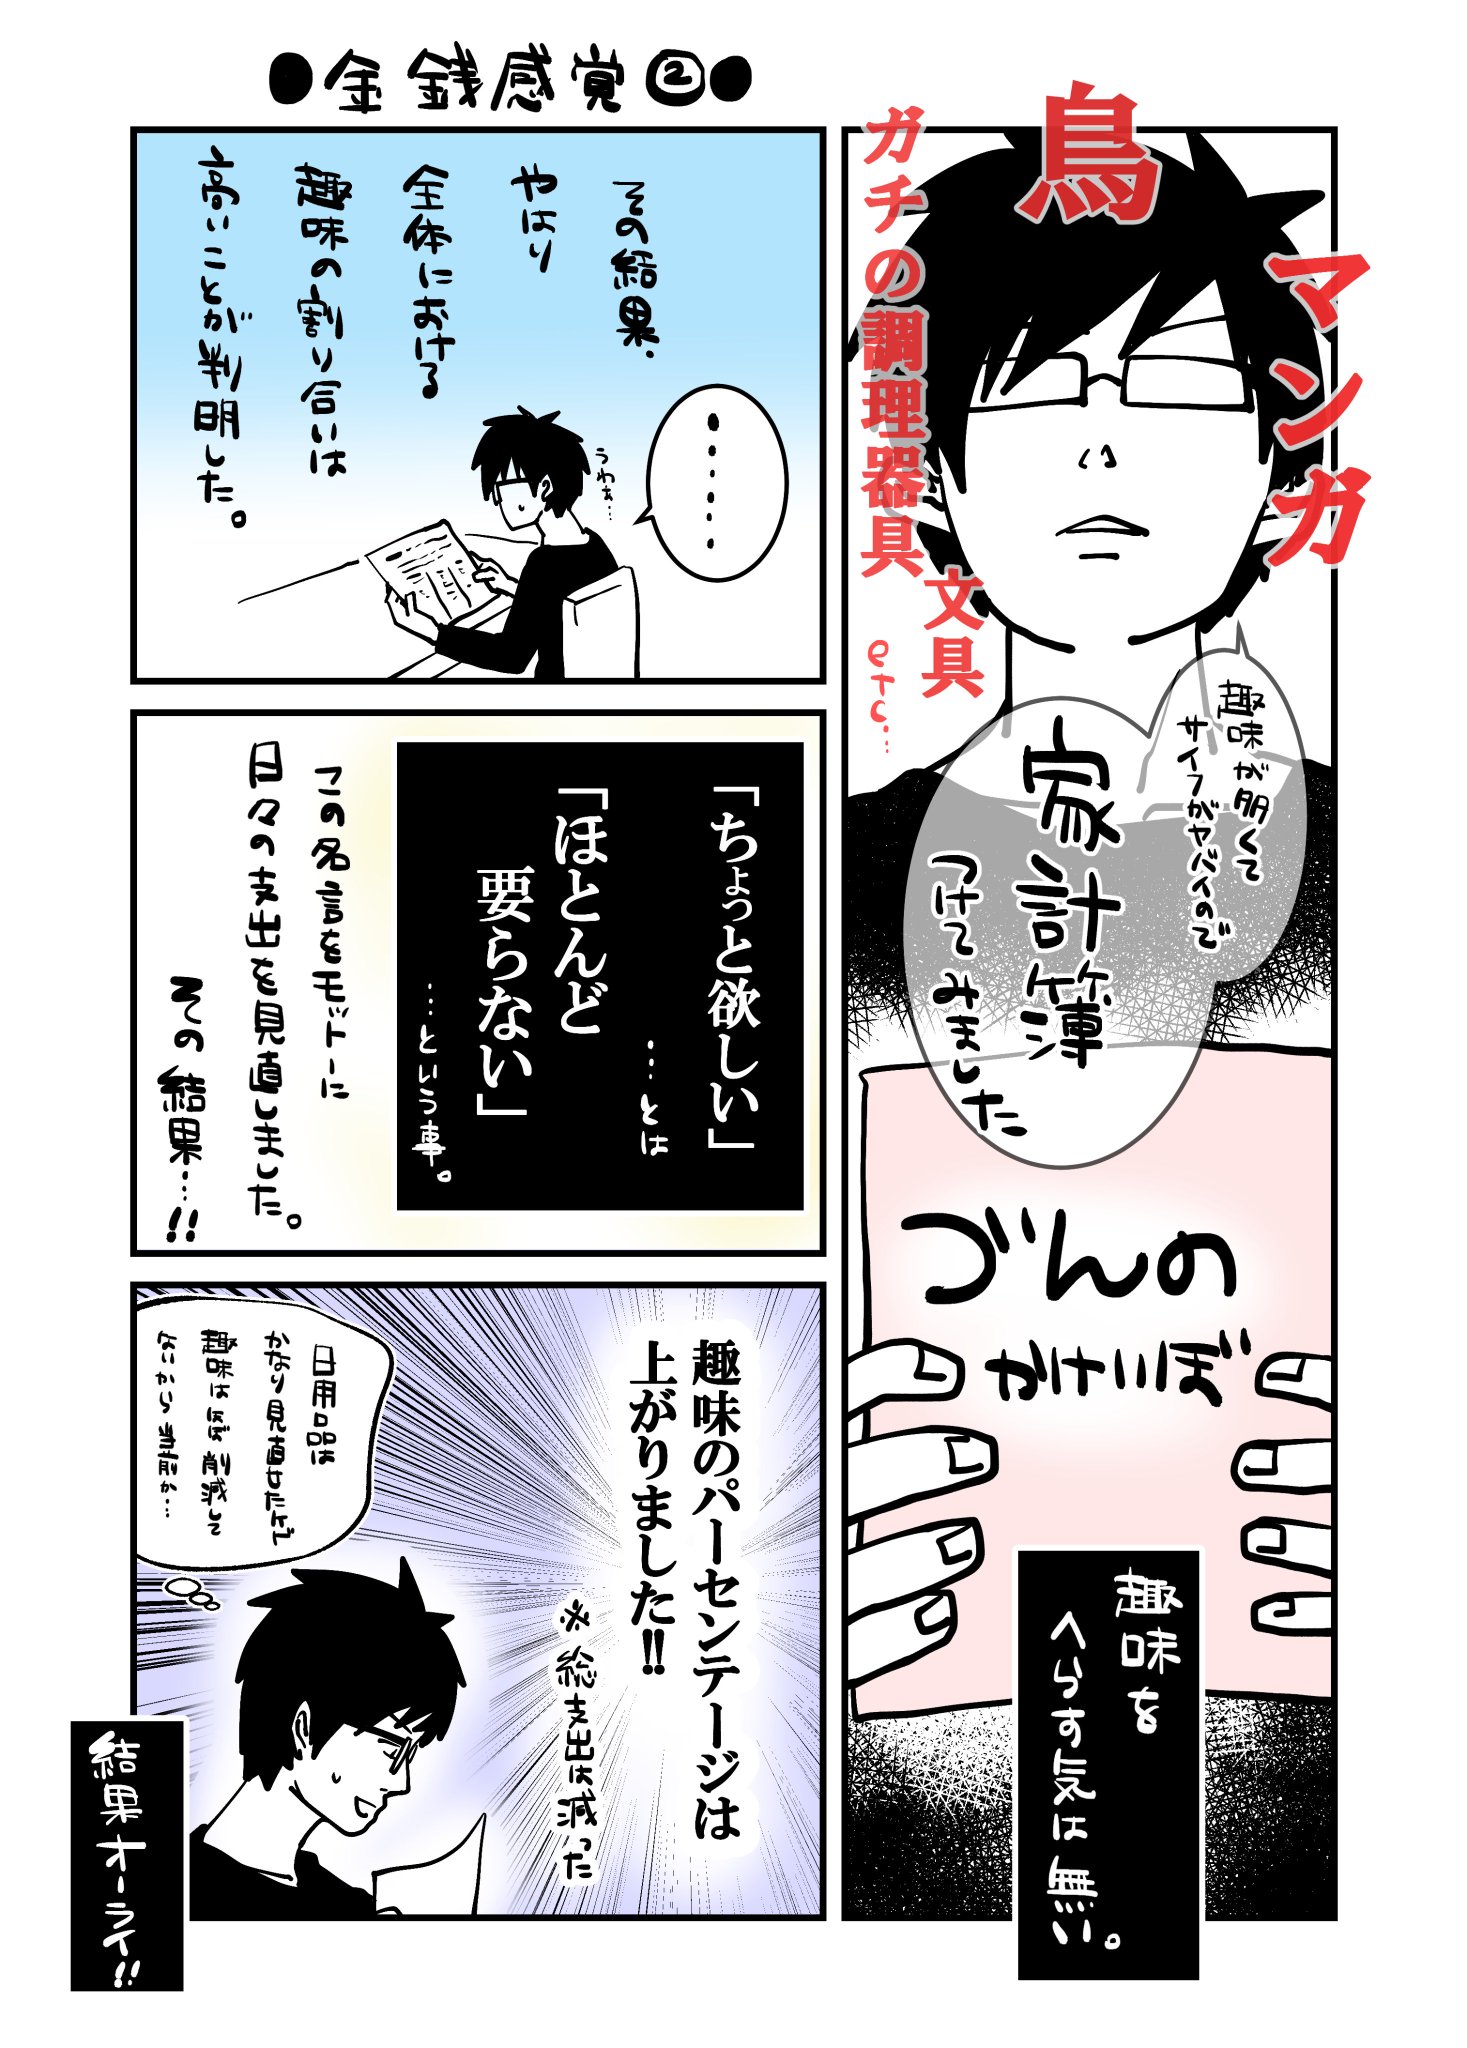 ●金銭感覚②●
鳥
マンガ
ガチの調理器具
文具
etc…
趣味が多くて
サイフがヤバイので
家計簿
つけてみました
づんの
かけいぼ
趣味を
へらす気は無い。
その結果、
やはり
全体における
趣味の割り合いは
高いことが判明した。
・・・・・・
うわぁ…
「ちょっと欲しい」
…とは
「ほとんど
要らない」
…という事。
この名言をモットーに
日々の支出を見直しました。
その結果…!!
趣味のパーセンテージは
上がりました!!
※総支出は減った
日用品は
かなり見直せたケド
趣味はほぼ削減して
ないから当前か…
結果オーライ!!